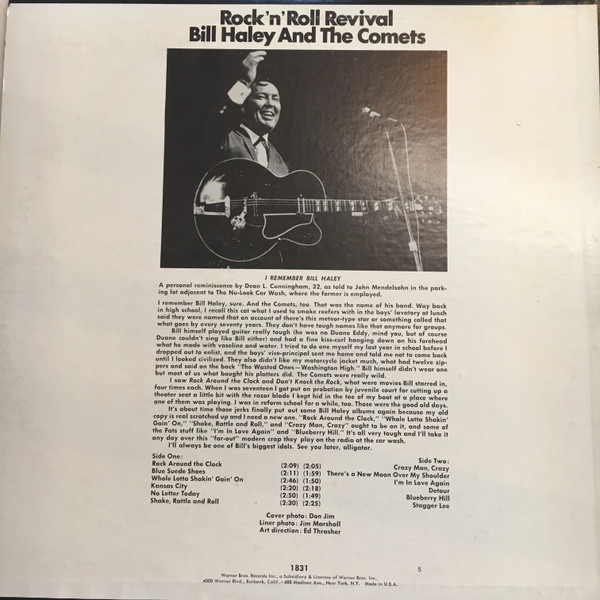 Rock'n'Roll Revival
Bill Haley And The Comets
I REMEMBER BILL HALEY
A personal reminiscence by Dean L. Cunningham, 32, as told to John Mendelsohn in the park-
ing lot adjacent to The Nu-Look Car Wash, where the former is employed.
I remember Bill Haley, sure. And the Comets, too. That was the name of his band. Way back
in high school, I recall this cat what I used to smoke reefers with in the boys' lavatory at lunch
said they were named that on account of there's this meteor-type star or something called that
what goes by every seventy years. They don't have tough names like that anymore for groups.
Bill himself played guitar really tough (he was no Duane Eddy, mind you, but of course
Duane couldn't sing like Bill either) and had a fine kiss-curl hanging down on his forehead
what he made with vaseline and water. I tried to do one myself my last year in school before I
dropped out to enlist, and the boys' vice-principal sent me home and told me not to come back
until I looked civilized. They also didn't like my motorcycle jacket much, what had twelve zip-
pers and said on the back "The Wasted Ones—Washington High." Bill himself didn't wear one
but most of us what bought his platters did. The Comets were really wild.
I saw Rock Around the Clock and Don't Knock the Rock, what were movies Bill starred in,
four times each. When I was seventeen I got put on probation by juvenile court for cutting up a
theater seat a little bit with the razor blade I kept hid in the toe of my boot at a place where
one of them was playing. I was in reform school for a while, too. Those were the good old days.
It's about time those jerks finally put out some Bill Haley albums again because my old
copy is real scratched up and I need a new one. "Rock Around the Clock," "Whole Lotta Shakin'
Goin' On," "Shake, Rattle and Roll," and "Crazy Man, Crazy" ought to be on it, and some of
the Fats stuff like "I'm In Love Again" and "Blueberry Hill." It's all very tough and I'll take it
any day over this "far-out" modern crap they play on the radio at the car wash.
I'll always be one of Bill's biggest idols. See you later, alligator.
Side One:
Rock Around the Clock (2:09)
Blue Suede Shoes (2:11)
Whole Lotta Shakin' Goin' On (2:46)
Kansas City (2:20)
No Letter Today (2:50)
Shake, Rattle and Roll (2:30)
Side Two:
(2:05) Crazy Man, Crazy
(1:59) There's a New Moon Over My Shoulder
(1:50) I'm In Love Again
(2:18) Detour
(1:49) Blueberry Hill
(2:25) Stagger Lee
Cover photo: Don Jim
Liner photo: Jim Marshall
Art direction: Ed Thrasher
1831 S
Warner Bros. Records Inc., a Subsidiary & Licensee of Warner Bros. Inc.,
4000 Warner Blvd., Burbank, Calif. • 488 Madison Ave., New York, N.Y. Made in U.S.A.